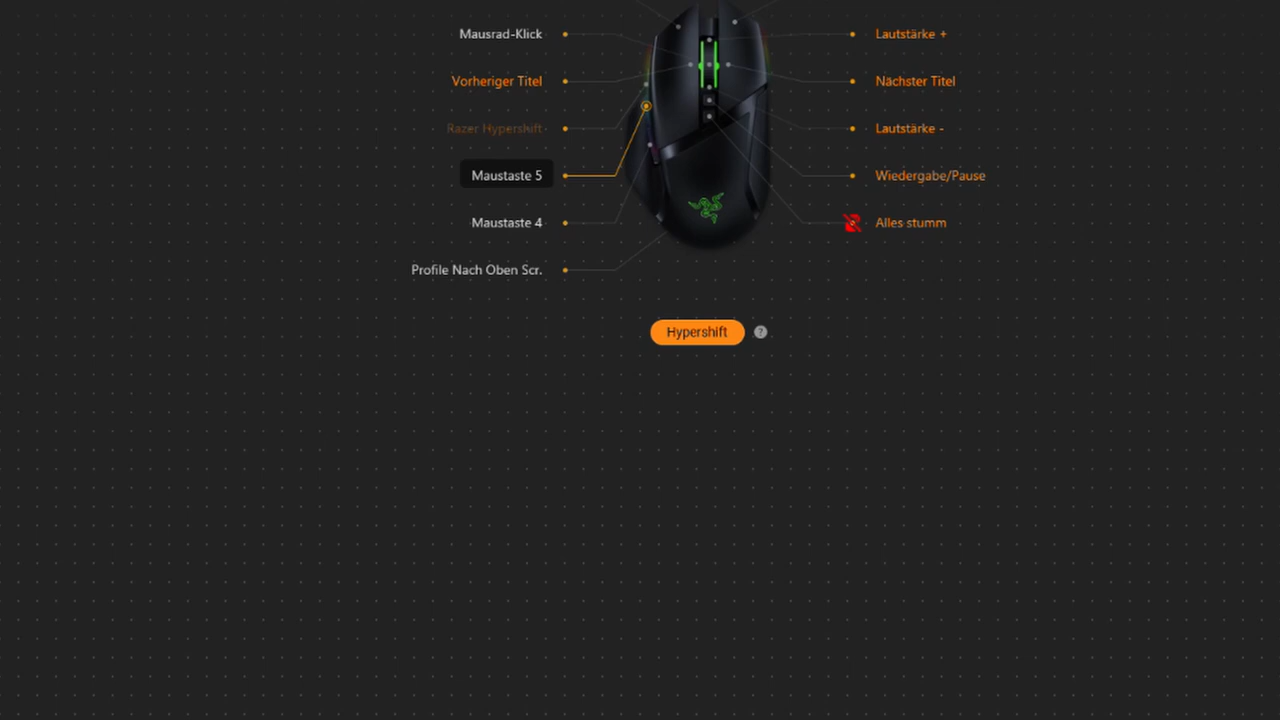 Mausrad-Klick
Vorheriger Titel
Razer Hypershift
Maustaste 5
Maustaste 4
Profile Nach Oben Scr.
Lautstärke +
Nächster Titel
Lautstärke -
Wiedergabe/Pause
Alles stumm
Hypershift
?